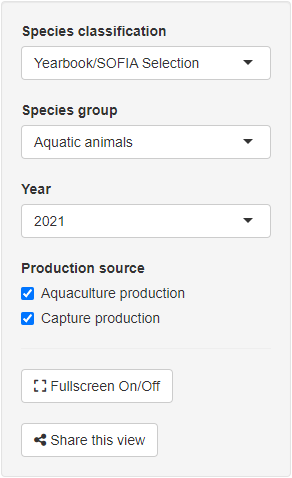 Species classification
Yearbook/SOFIA Selection
Species group
Aquatic animals
Year
2021
Production source
Aquaculture production
Capture production
Fullscreen On/Off
Share this view